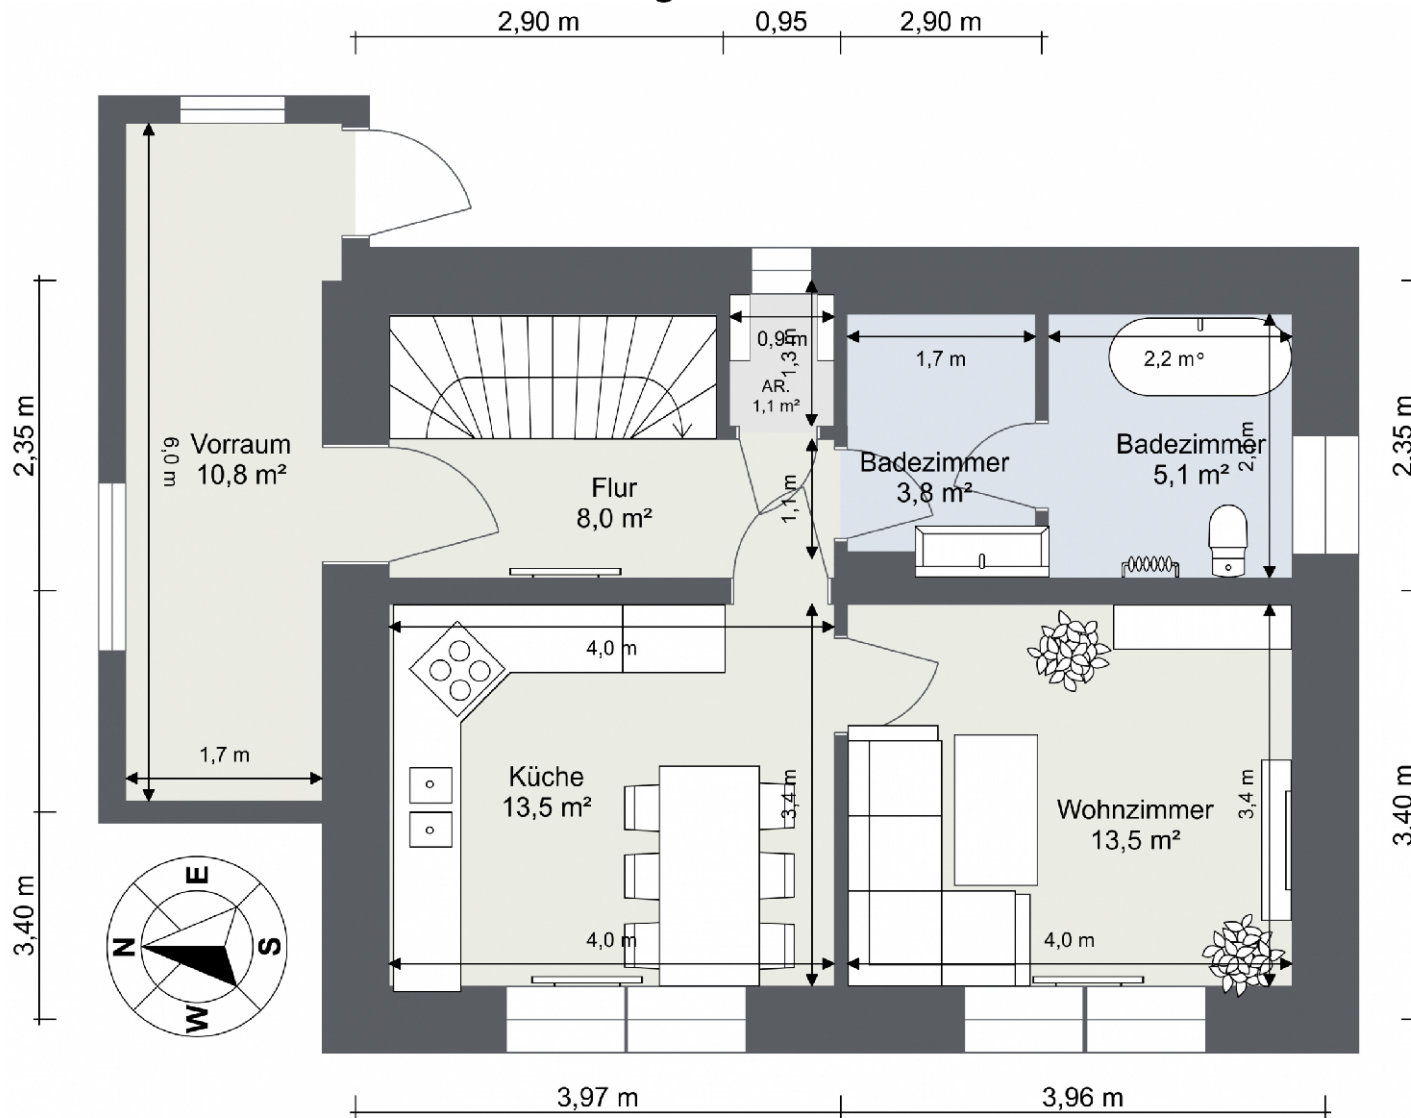 2,90 m
0,95
2,90 m
0,9 m
1,3 m
1,7 m
2,2 m
AR.
1,1 m²
2,35 m
6,0 m
Vorraum
10,8 m²
Flur
8,0 m²
1,1 m
Badezimmer
3,8 m²
Badezimmer
5,1 m²
2,35 m
4,0 m
1,7 m
Küche
13,5 m²
3,4 m
Wohnzimmer
13,5 m²
3,4 m
3,40 m
3,40 m
E
N
S
W
4,0 m
4,0 m
3,97 m
3,96 m